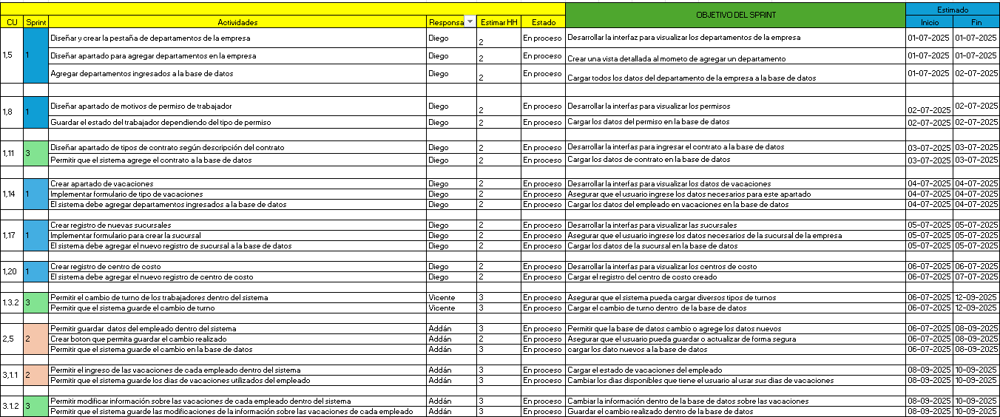 OBJETIVO DEL SPRINT Estimado
CU Sprint Actividades Responsa Estimar HH Estado Inicio Fin
1,5 1 Diseñar y crear la pestaña de departamentos de la empresa Diego 2 En proceso Desarrollar la interfaz para visualizar los departamentos de la empresa 01-07-2025 01-07-2025
Diseñar apartado para agregar departamentos en la empresa Diego 2 En proceso Crear una vista detallada al mometo de agregar un departamento 01-07-2025 01-07-2025
Agregar departamentos ingresados a la base de datos Diego 2 En proceso Cargar todos los datos del departamento de la empresa a la base de datos 01-07-2025 02-07-2025
1,8 1 Diseñar apartado de motivos de permiso de trabajador Diego 2 En proceso Desarrollar la interfas para visualizar los permisos 02-07-2025 02-07-2025
Guardar el estado del trabajador dependiendo del tipo de permiso Diego 2 En proceso Cargar los datos del permiso en la base de datos 02-07-2025 02-07-2025
1,11 3 Diseñar apartado de tipos de contrato según descripción del contrato Diego 2 En proceso Desarrollar la interfas para ingresar el contrato a la base de datos 03-07-2025 03-07-2025
Permitir que el sistema agrege el contrato a la base de datos Diego 2 En proceso Cargar los datos de contrato en la base de datos 03-07-2025 03-07-2025
1,14 1 Crear apartado de vacaciones Diego 2 En proceso Desarrollar la interfas para visualizar los datos de vacaciones 04-07-2025 04-07-2025
Implementar formulario de tipo de vacaciones Diego 2 En proceso Asegurar que el usuario ingrese los datos necesarios para este apartado 04-07-2025 04-07-2025
El sistema debe agregar departamentos ingresados a la base de datos Diego 2 En proceso Cargar los datos del empleado en vacaciones en la base de datos 04-07-2025 04-07-2025
1,17 1 Crear registro de nuevas sucursales Diego 2 En proceso Desarrollar la interfas para visualizar las sucursales 05-07-2025 05-07-2025
Implementar formulario para crear la sucursal Diego 2 En proceso Asegurar que el usuario ingrese los datos necesarios de la sucursal de la empresa 05-07-2025 05-07-2025
El sistema debe agregar el nuevo registro de sucursal a la base de datos Diego 2 En proceso Cargar los datos de la sucursal en la base de datos 05-07-2025 05-07-2025
1,20 1 Crear registro de centro de costo Diego 2 En proceso Desarrollar la interfas para visualizar los centros de costo 06-07-2025 06-07-2025
El sistema debe agregar el nuevo registro de centro de costo Diego 2 En proceso Cargar el registro del centro de costo creado 06-07-2025 07-07-2025
1.3.2 3 Permitir el cambio de turno de los trabajadores dentro del sistema Vicente 3 En proceso Asegurar que el sistema pueda cargar diversos tipos de turnos 06-07-2025 12-09-2025
Permitir que el sistema guarde el cambio de turno Vicente 3 En proceso Cargar el cambio de turno dentro de la base de datos 06-07-2025 12-09-2025
2,5 2 Permitir guardar datos del empleado dentro del sistema Addán 3 En proceso Permitir que la base de datos cambio o agrege los datos nuevos 06-07-2025 08-09-2025
Crear boton que permita guardar el cambio realizado Addán 2 En proceso Asegurar que el usuario pueda guardar o actualizar de forma segura 06-07-2025 08-09-2025
Permitir que el sistema guarde el cambio en la base de datos Addán 3 En proceso cargar los dato nuevos a la base de datos 06-07-2025 08-09-2025
3,1.1 2 Permitir el ingreso de las vacaciones de cada empleado dentro del sistema Addán 3 En proceso Cargar el estado de vacaciones del empleado 08-09-2025 10-09-2025
Permitir que el sistema guarde los dias de vacaciones utilizados del empleado Addán 3 En proceso Cambiar los dias disponibles que tiene el usuario al usar sus dias de vacaciones 08-09-2025 10-09-2025
3.1.2 3 Permitir modificar información sobre las vacaciones de cada empleado dentro del sistema Addán 3 En proceso Cambiar la información dentro de la base de datos sobre las vacaciones 08-09-2025 10-09-2025
Permitir que el sistema guarde las modificaciones de la información sobre las vacaciones de cada empleado Addán 3 En proceso Guardar el cambio realizado dentro de la base de datos 08-09-2025 10-09-2025